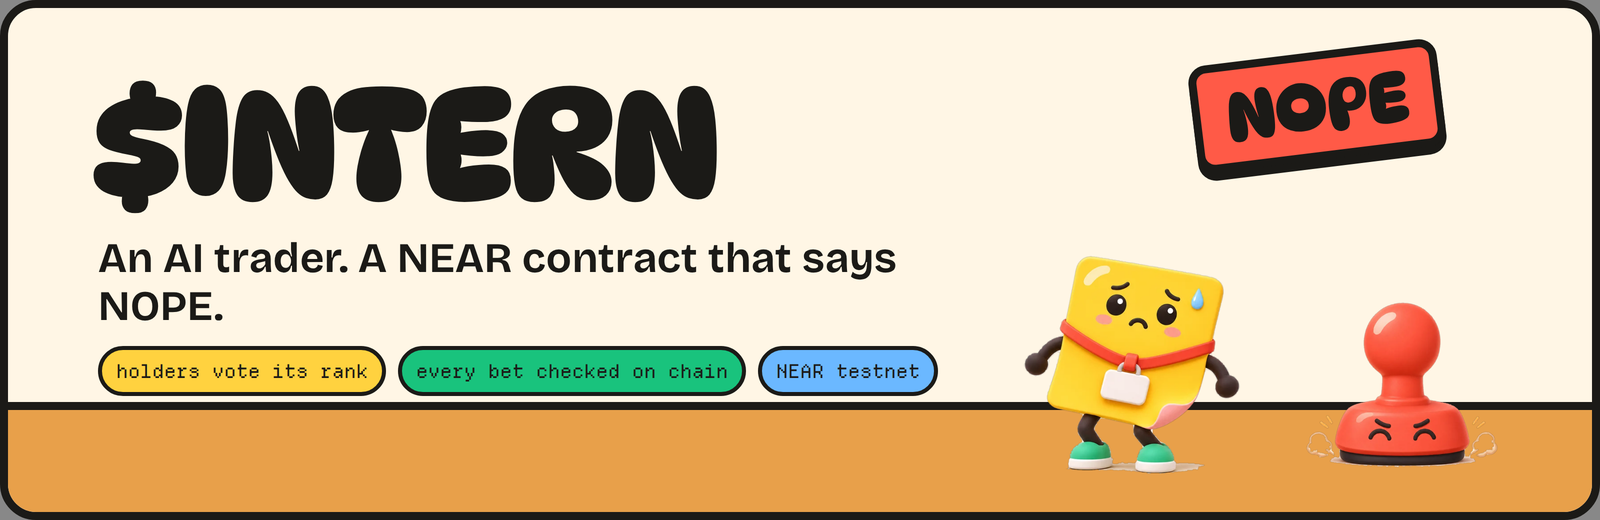 $INTERN
NOPE
An AI trader. A NEAR contract that says
NOPE.
holders vote its rank
every bet checked on chain
NEAR testnet